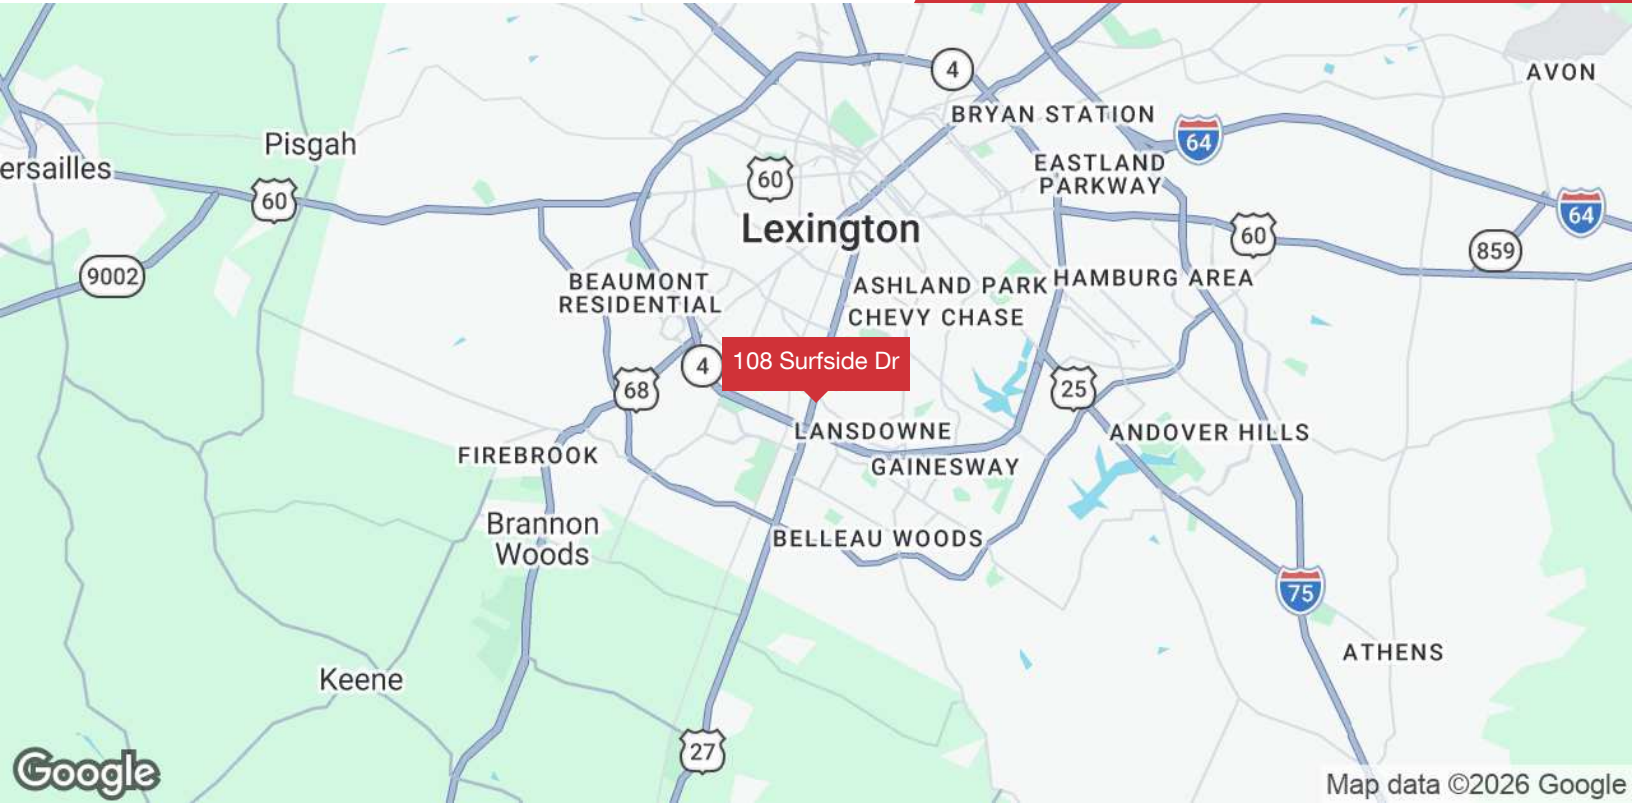 4
AVON
BRYAN STATION
64
Pisgah
ersailles
EASTLAND
PARKWAY
60
60
64
Lexington
60
859
9002
BEAUMONT
RESIDENTIAL
ASHLAND PARK
HAMBURG AREA
CHEVY CHASE
108 Surfside Dr
4
68
25
LANSDOWNE
ANDOVER HILLS
FIREBROOK
GAINESWAY
Brannon
Woods
BELLEAU WOODS
75
ATHENS
Keene
27
Google
Map data ©2026 Google